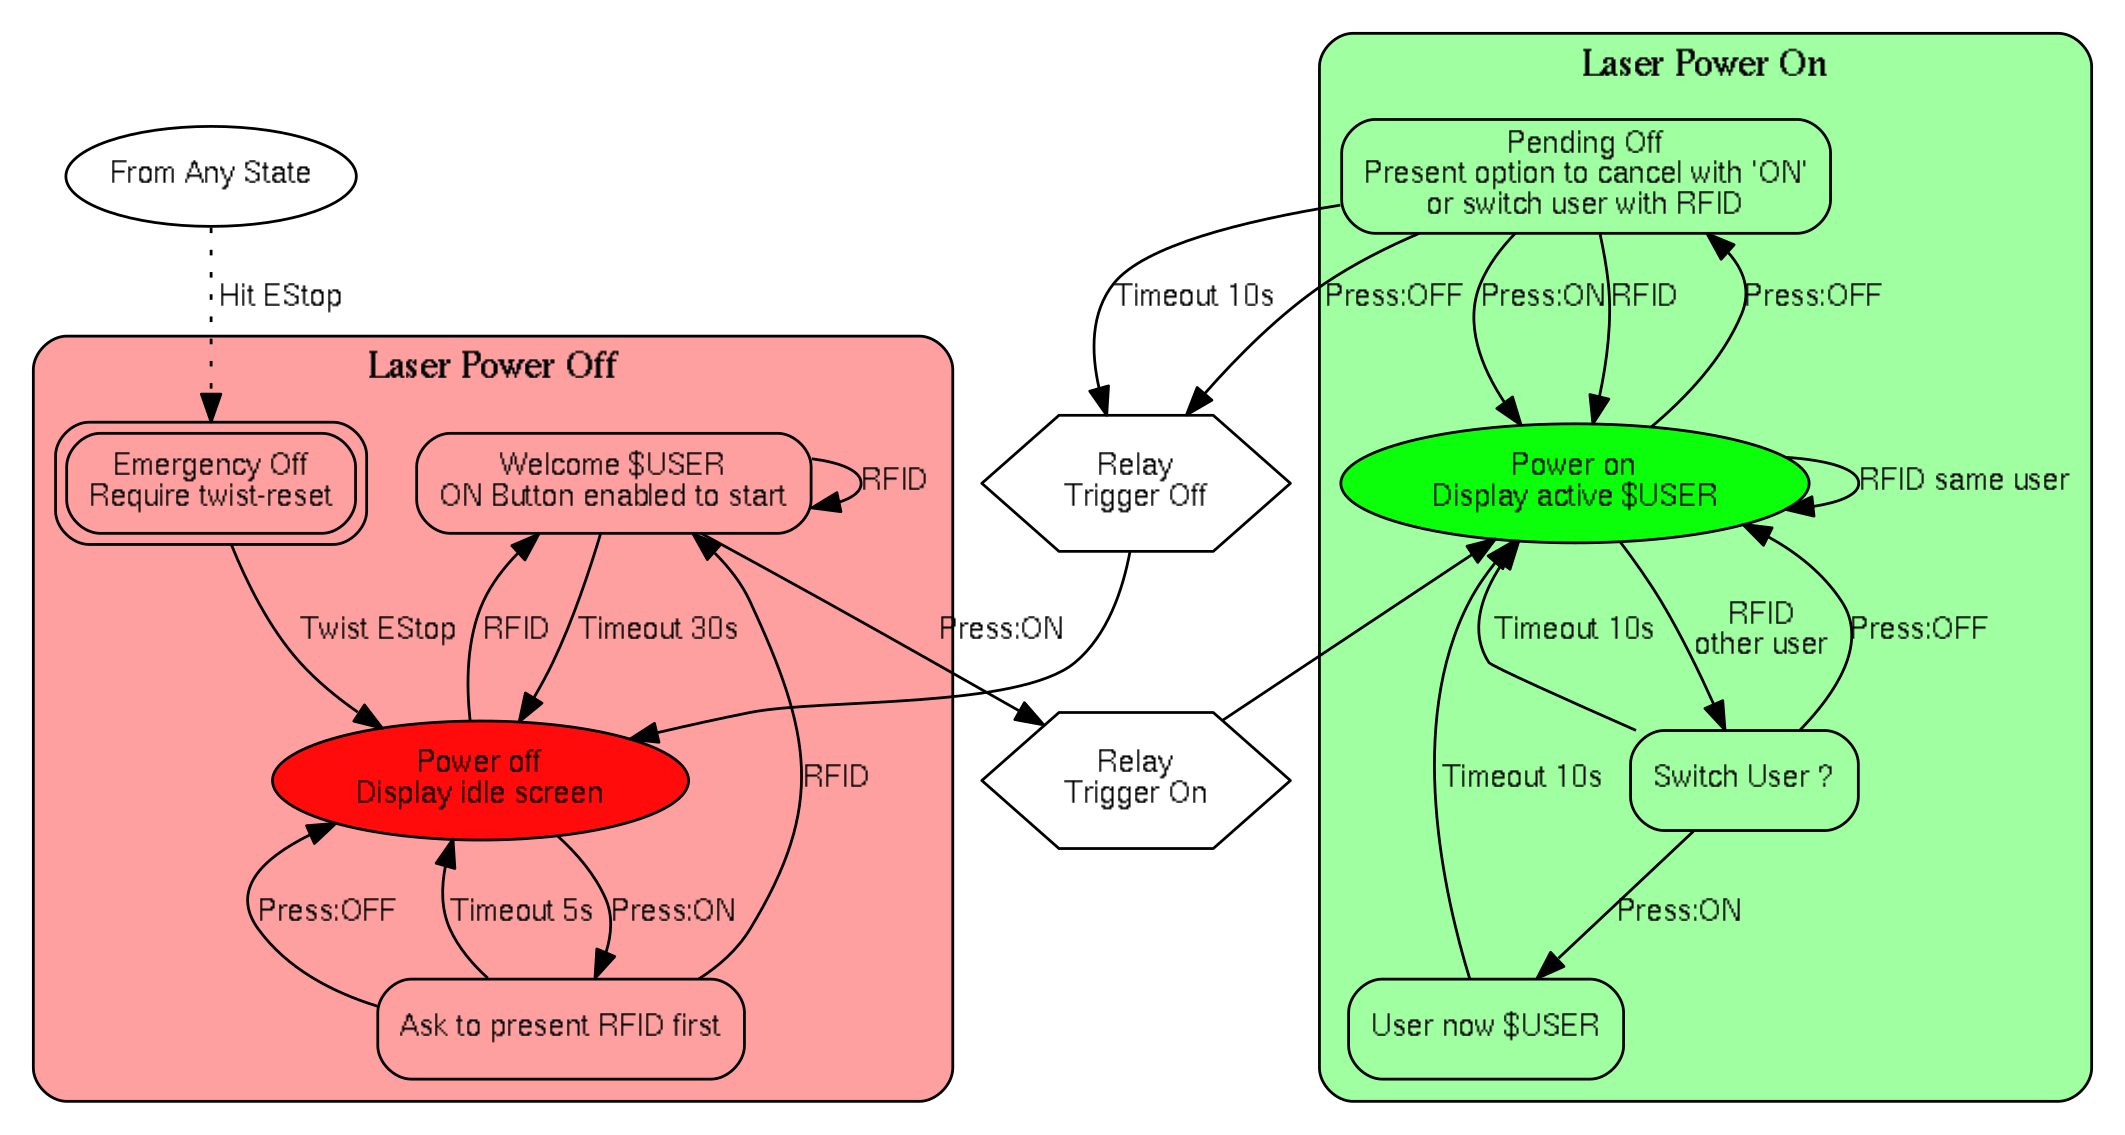 Laser Power On
Pending Off
Present option to cancel with 'ON'
or switch user with RFID
From Any State
Hit EStop
Timeout 10s
Press:OFF
Press:ON
RFID
Press:OFF
Laser Power Off
Emergency Off
Require twist-reset
Welcome $USER
ON Button enabled to start
RFID
Relay
Trigger Off
Power on
Display active $USER
RFID same user
Twist EStop
RFID
Timeout 30s
Press:ON
Timeout 10s
RFID
other user
Press:OFF
Power off
Display idle screen
RFID
Relay
Trigger On
Timeout 10s
Switch User ?
Press:OFF
Timeout 5s
Press:ON
Press:ON
Ask to present RFID first
User now $USER